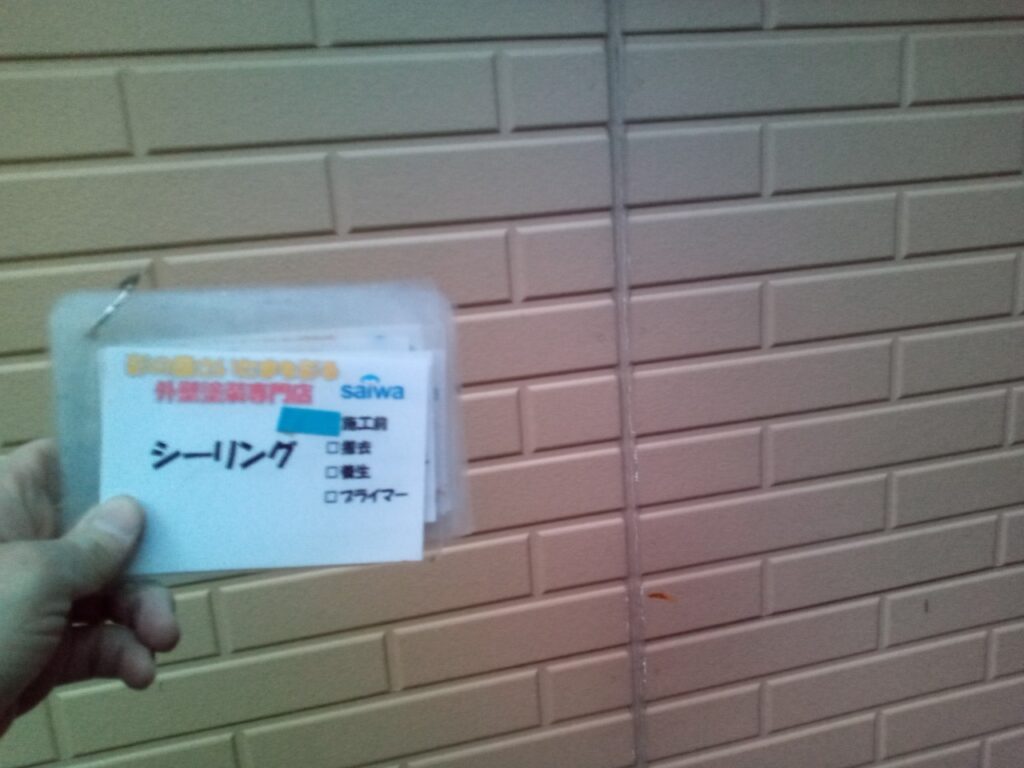 外壁塗装専門店
saiwa
シーリング
施工前
□撤去
□養生
□プライマー